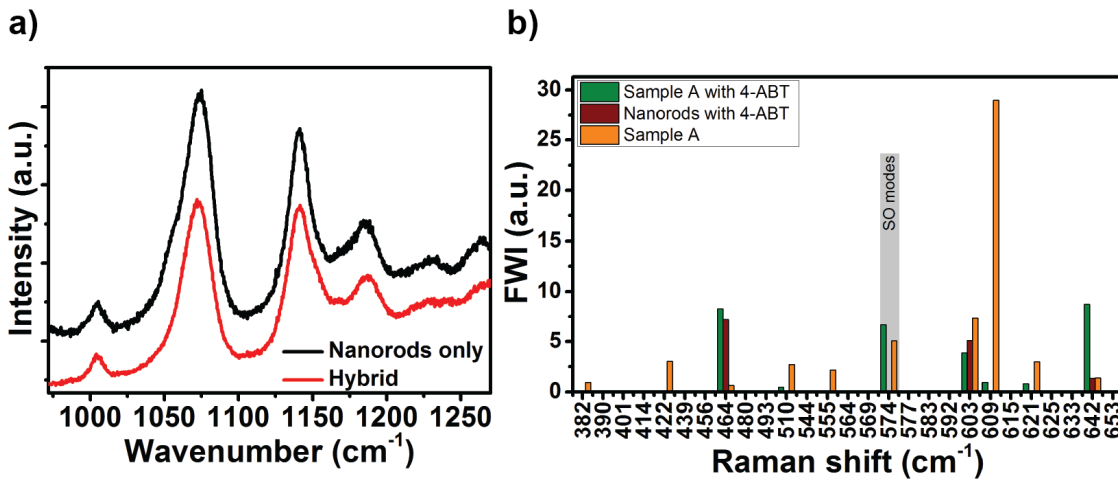 a)
Intensity (a.u.)
Nanorods only
Hybrid
1000 1050 1100 1150 1200 1250
Wavenumber (cm-1)
b)
FWI (a.u.)
30
25
20
15
10
5
0
Sample A with 4-ABT
Nanorods with 4-ABT
Sample A
SO modes
382 390 401 414 422 439 456 464 480 493 510 544 555 564 569 574 577 583 592 603 609 615 621 625 633 642 653
Raman shift (cm-1)